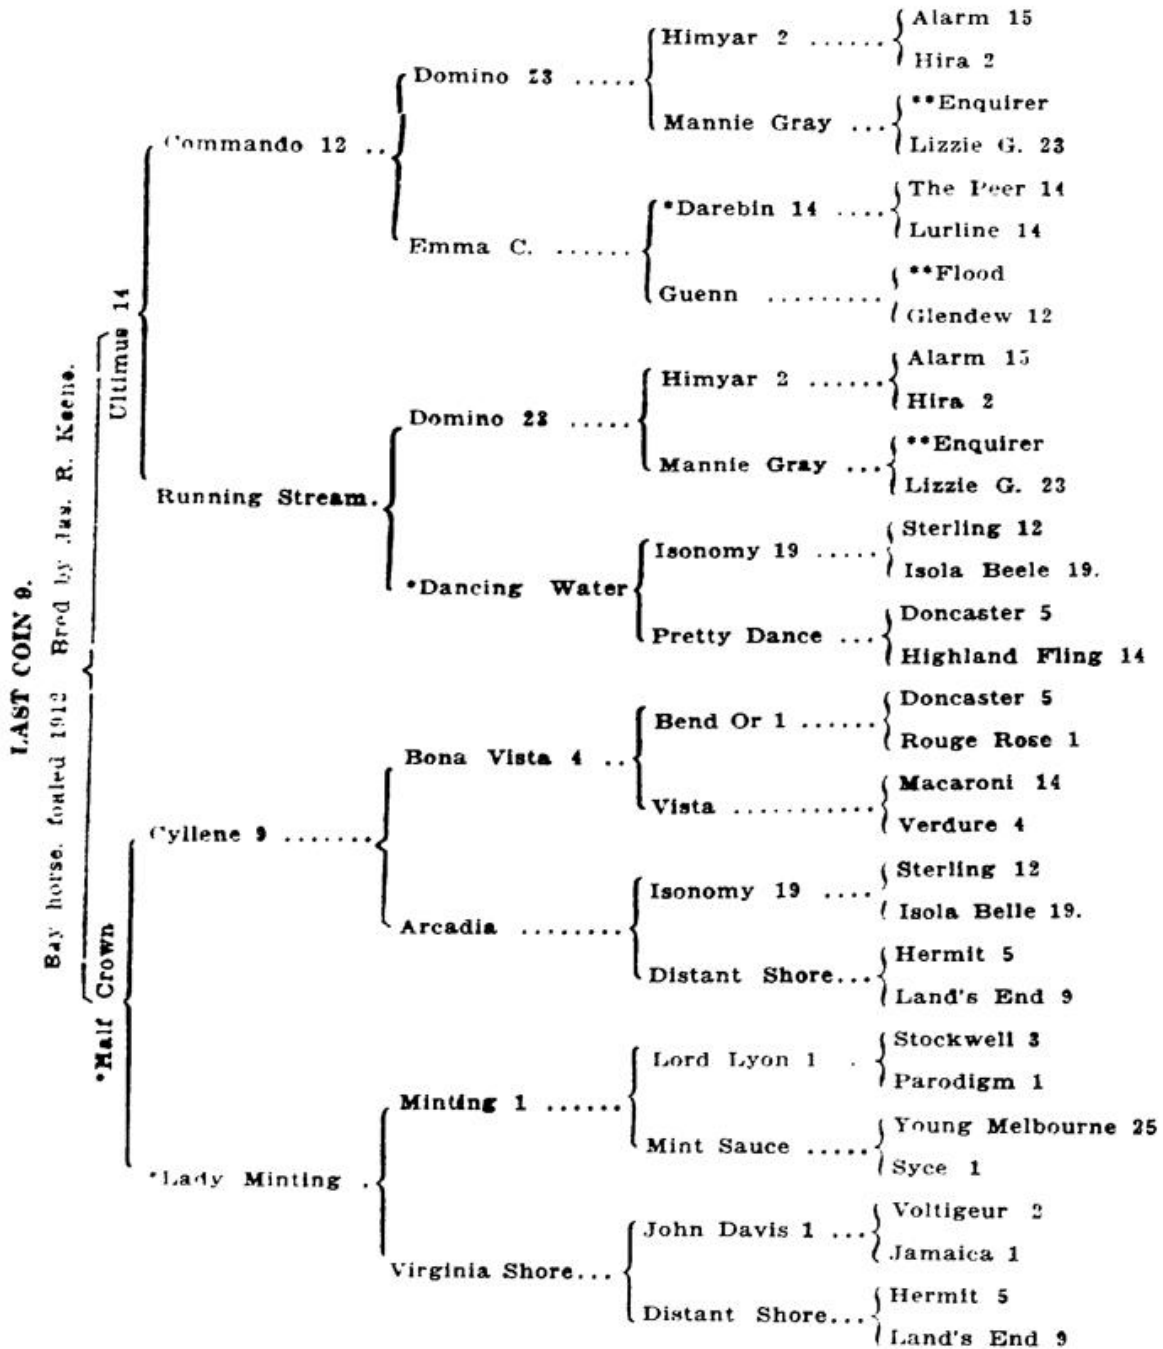 LAST COIN 9.
Bay horse, foaled 1912 Bred by Jas. R. Keene.
Ultimus 14
*Half Crown
Commando 12 ..
Running Stream.
Cyllene 9 .......
*Lady Minting .
Domino 23 .....
Emma C. ......
Domino 23 .....
*Dancing Water
Bona Vista 4 ..
Arcadia ........
Minting 1 ......
Virginia Shore...
Himyar 2 ......
Mannie Gray ...
*Darebin 14 ....
Guenn .........
Himyar 2 ......
Mannie Gray ...
Isonomy 19 .....
Pretty Dance ...
Bend Or 1 ......
Vista ...........
Isonomy 19 ....
Distant Shore...
Lord Lyon 1 .
Mint Sauce .....
John Davis 1 ...
Distant Shore...
Alarm 15
Hira 2
**Enquirer
Lizzie G. 23
The Peer 14
Lurline 14
**Flood
Glendew 12
Alarm 15
Hira 2
**Enquirer
Lizzie G. 23
Sterling 12
Isola Beele 19.
Doncaster 5
Highland Fling 14
Doncaster 5
Rouge Rose 1
Macaroni 14
Verdure 4
Sterling 12
Isola Belle 19.
Hermit 5
Land's End 9
Stockwell 3
Parodigm 1
Young Melbourne 25
Syce 1
Voltigeur 2
Jamaica 1
Hermit 5
Land's End 9